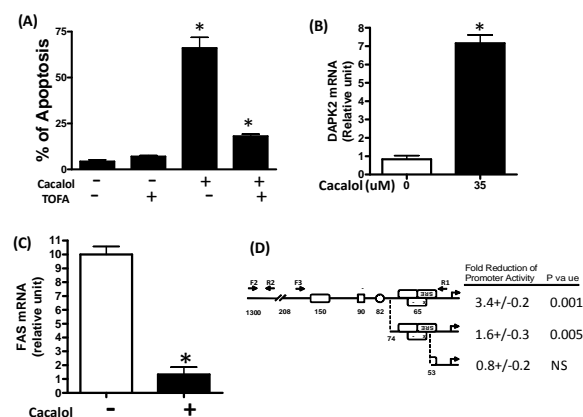 (A)
% of Apoptosis
75
50
25
0
*
*
Cacalol - - + +
TOFA - + - +
(B)
DAPK2 mRNA
(Relative unit)
8
7
6
5
4
3
2
1
0
*
Cacalol (uM) 0 35
(C)
FAS mRNA
(relative unit)
11
10
9
8
7
6
5
4
3
2
1
0
*
Cacalol - +
(D)
Fold Reduction of
Promoter Activity
P va ue
F2 R2 F3 R1
SRE
1300 208 150 90 82 65
3.4+/-0.2 0.001
SRE
74
1.6+/-0.3 0.005
53
0.8+/-0.2 NS